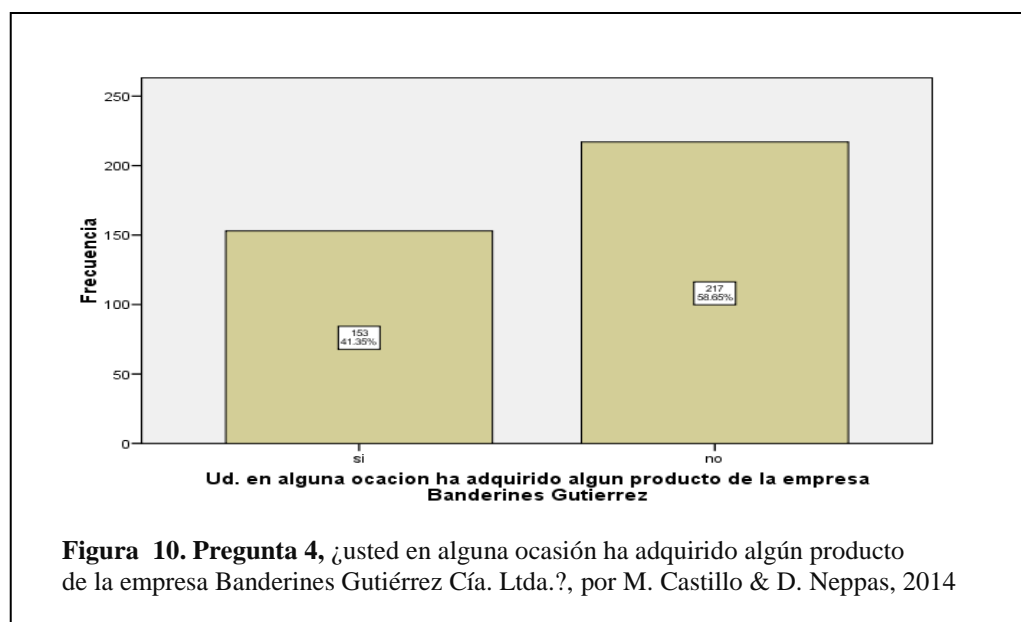 250
200
150
100
50
0
Frecuencia
153
41.35%
217
58.65%
si
no
Ud. en alguna ocacion ha adquirido algun producto de la empresa
Banderines Gutierrez
Figura 10. Pregunta 4, ¿usted en alguna ocasión ha adquirido algún producto
de la empresa Banderines Gutiérrez Cía. Ltda.?, por M. Castillo & D. Neppas, 2014